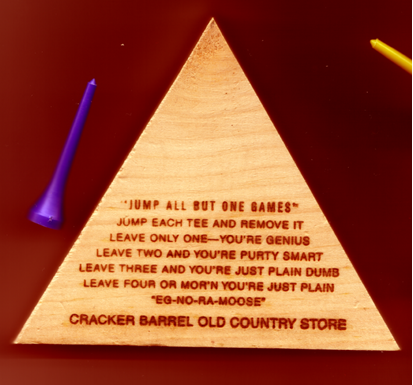 "JUMP ALL BUT ONE GAMES"
JUMP EACH TEE AND REMOVE IT
LEAVE ONLY ONE—YOU'RE GENIUS
LEAVE TWO AND YOU'RE PURTY SMART
LEAVE THREE AND YOU'RE JUST PLAIN DUMB
LEAVE FOUR OR MOR'N YOU'RE JUST PLAIN
"EG-NO-RA-MOOSE"
CRACKER BARREL OLD COUNTRY STORE